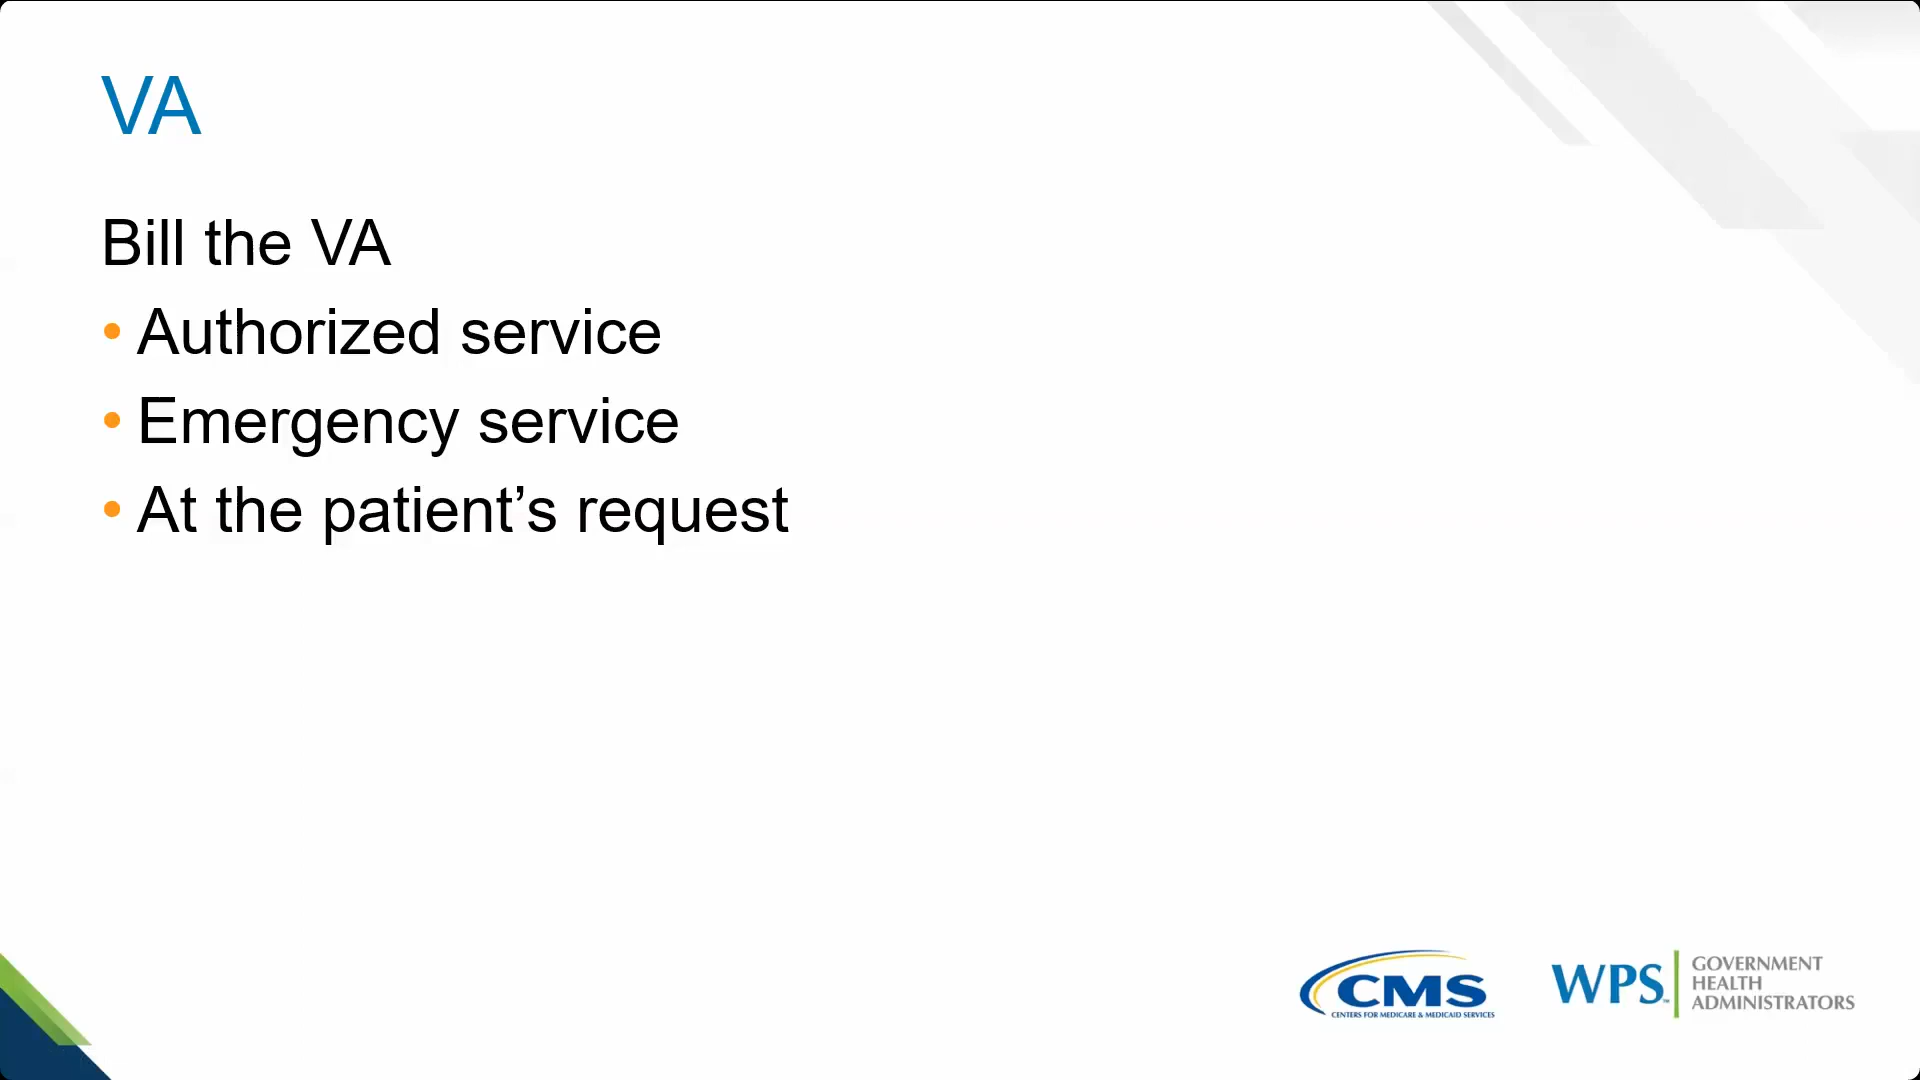 VA
Bill the VA
• Authorized service
• Emergency service
• At the patient’s request
CMS
CENTERS FOR MEDICARE & MEDICAID SERVICES
WPS
GOVERNMENT
HEALTH
ADMINISTRATORS